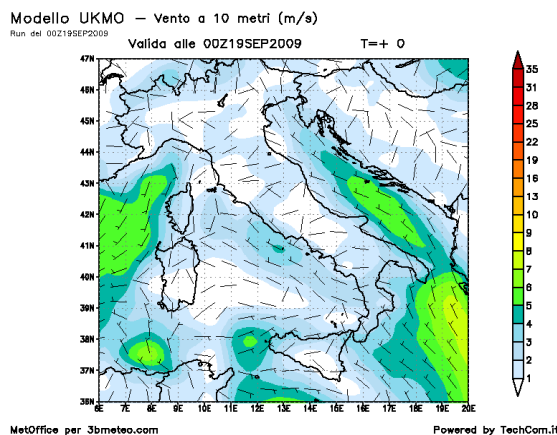 Modello UKMO – Vento a 10 metri (m/s)
Run del 00Z19SEP2009
Valida alle 00Z19SEP2009 T=+ 0
47N
46N
45N
44N
43N
42N
41N
40N
39N
38N
37N
36N
6E 7E 8E 9E 10E 11E 12E 13E 14E 15E 16E 17E 18E 19E 20E
35
31
28
25
22
19
16
13
10
9
8
7
6
5
4
3
2
1
MetOffice per 3bmeteo.com Powered by TechCom.it